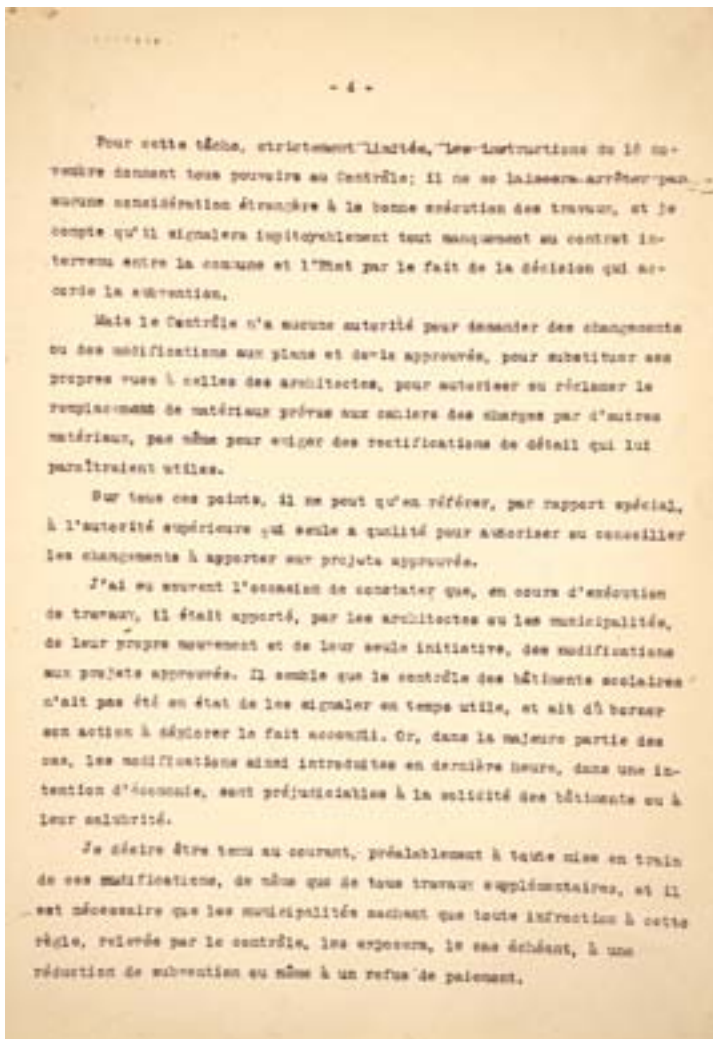 - 4 -
Pour cette tâche, strictement limitée, les instructions du 18 no-
vembre donnent tous pouvoirs au Contrôle; il ne se laissera arrêter par
aucune considération étrangère à la bonne exécution des travaux, et je
compte qu'il signalera impitoyablement tout manquement au contrat in-
tervenu entre la commune et l'Etat par le fait de la décision qui ac-
corde la subvention.
Mais le Contrôle n'a aucune autorité pour demander des changements
ou des modifications aux plans et devis approuvés, pour substituer ses
propres vues à celles des architectes, pour autoriser ou réclamer le
remplacement de matériaux prévus aux cahiers des charges par d'autres
matériaux, pas même pour exiger des rectifications de détail qui lui
paraîtraient utiles.
Sur tous ces points, il ne peut qu'en référer, par rapport spécial,
à l'autorité supérieure qui seule a qualité pour autoriser ou conseiller
les changements à apporter aux projets approuvés.
J'ai eu souvent l'occasion de constater que, en cours d'exécution
de travaux, il était apporté, par les architectes ou les municipalités,
de leur propre mouvement et de leur seule initiative, des modifications
aux projets approuvés. Il semble que le contrôle des bâtiments scolaires
n'ait pas été en état de les signaler en temps utile, et ait dû borner
son action à déplorer le fait accompli. Or, dans la majeure partie des
cas, les modifications ainsi introduites en dernière heure, dans une in-
tention d'économie, sont préjudiciables à la solidité des bâtiments ou à
leur salubrité.
Je désire être tenu au courant, préalablement à toute mise en train
de ces modifications, de même que de tous travaux supplémentaires, et il
est nécessaire que les municipalités sachent que toute infraction à cette
règle, relevée par le contrôle, les exposera, le cas échéant, à une
réduction de subvention ou même à un refus de paiement.